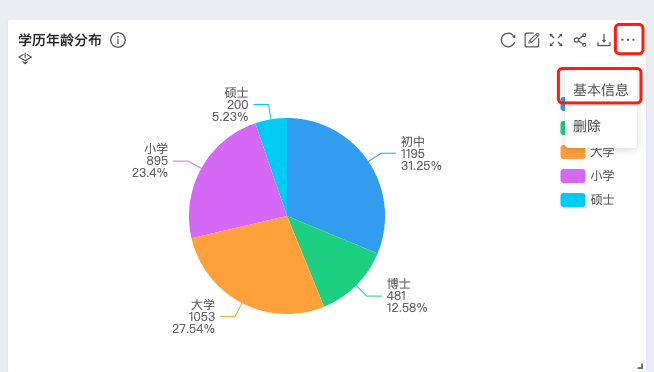 学历年龄分布
基本信息
删除
大学
小学
硕士
硕士
200
5.23%
小学
895
23.4%
初中
1195
31.25%
博士
481
12.58%
大学
1053
27.54%